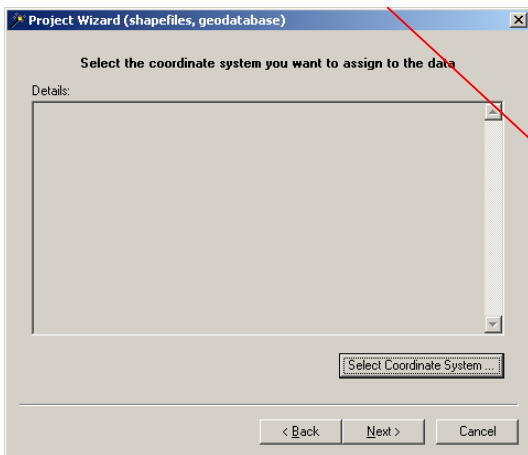 Project Wizard (shapefiles, geodatabase)
Select the coordinate system you want to assign to the data
Details:
Select Coordinate System ...
< Back Next > Cancel